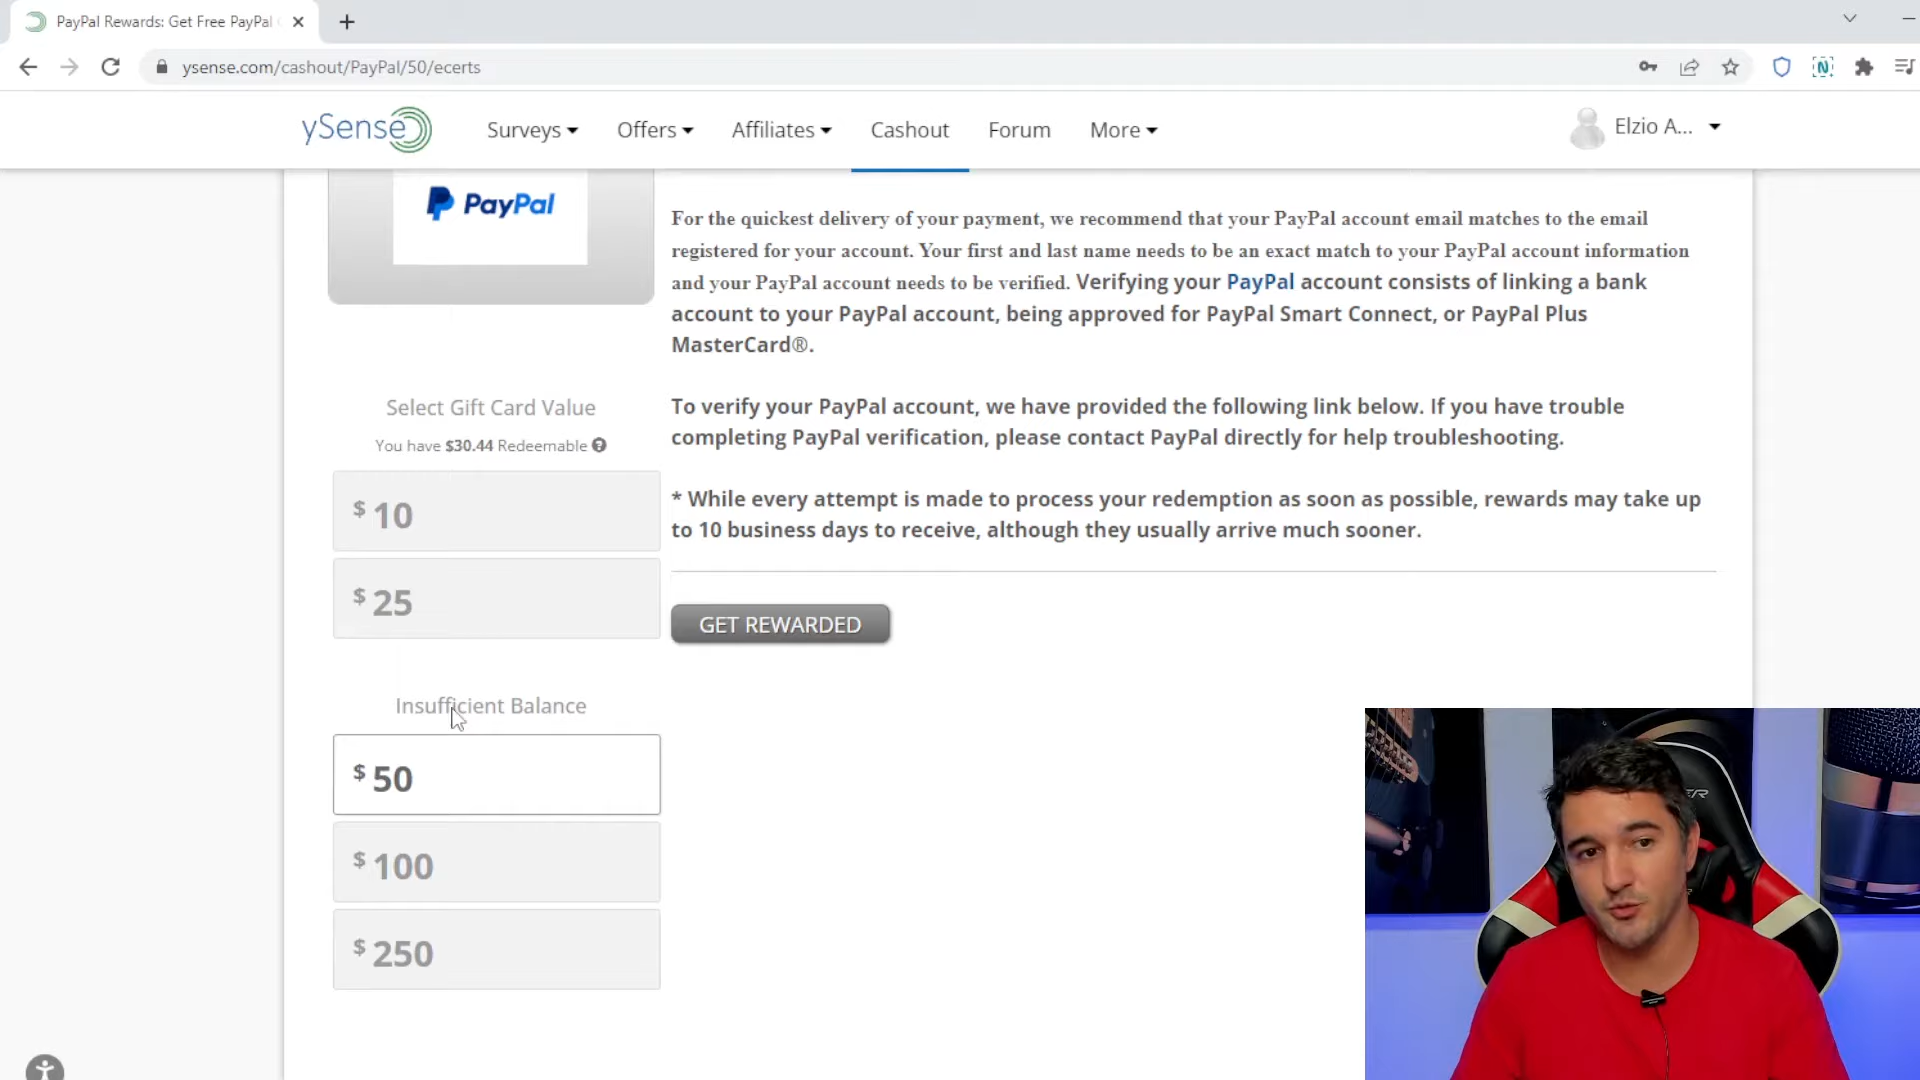 PayPal Rewards: Get Free PayPal
ysense.com/cashout/PayPal/50/ecerts
ySense
Surveys
Offers
Affiliates
Cashout
Forum
More
Elzio A...
PayPal
For the quickest delivery of your payment, we recommend that your PayPal account email matches to the email
registered for your account. Your first and last name needs to be an exact match to your PayPal account information
and your PayPal account needs to be verified. Verifying your PayPal account consists of linking a bank
account to your PayPal account, being approved for PayPal Smart Connect, or PayPal Plus
MasterCard®.
To verify your PayPal account, we have provided the following link below. If you have trouble
completing PayPal verification, please contact PayPal directly for help troubleshooting.
* While every attempt is made to process your redemption as soon as possible, rewards may take up
to 10 business days to receive, although they usually arrive much sooner.
GET REWARDED
Select Gift Card Value
You have $30.44 Redeemable
$ 10
$ 25
Insufficient Balance
$ 50
$ 100
$ 250